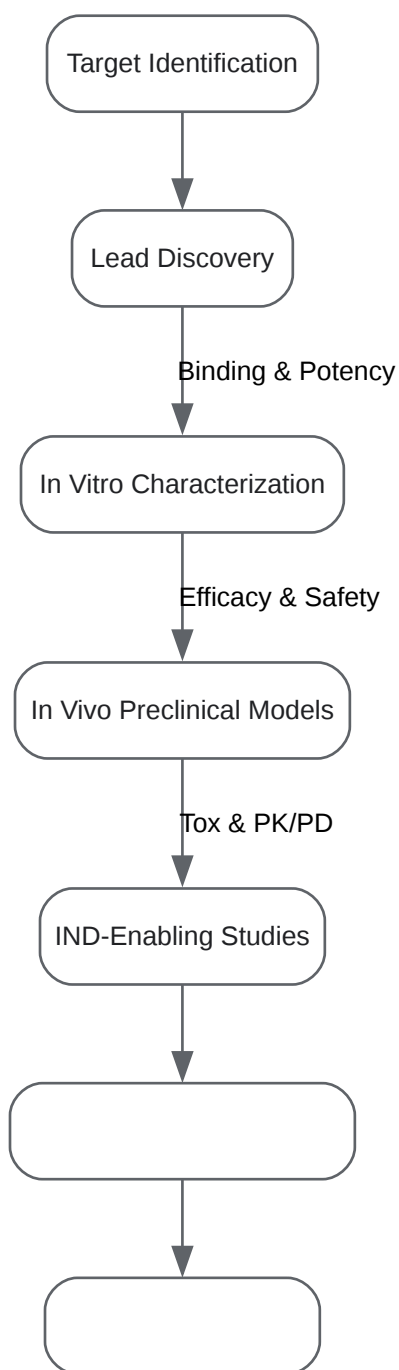 Target Identification
Lead Discovery
Binding & Potency
In Vitro Characterization
Efficacy & Safety
In Vivo Preclinical Models
Tox & PK/PD
IND-Enabling Studies